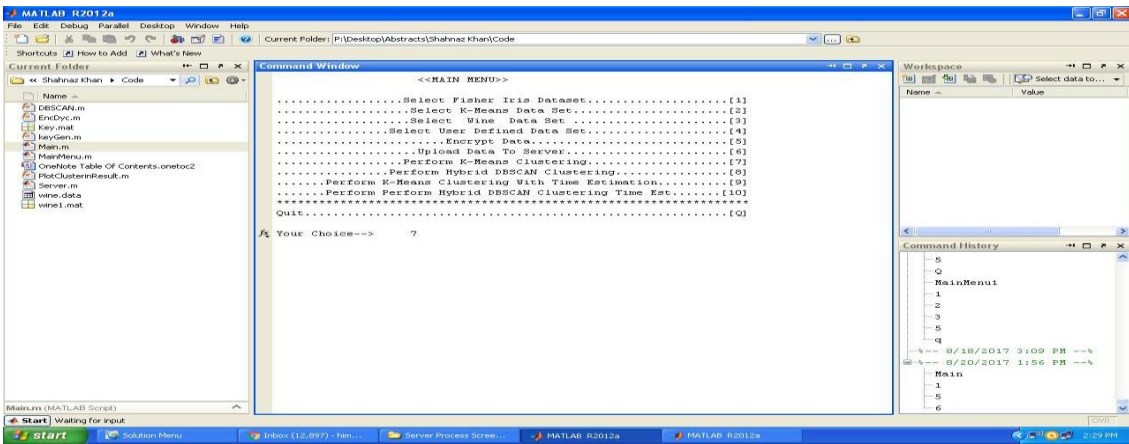 MATLAB R2012a
File Edit Debug Parallel Desktop Window Help
Current Folder: P:\Desktop\Abstracts\Shahnaz Khan\Code
Shortcuts How to Add What's New
Current Folder
« Shahnaz Khan ▸ Code
Name
DBSCAN.m
EncDyc.m
Key.mat
keyGen.m
Main.m
MainMenu.m
OneNote Table Of Contents.onetoc2
PlotClusterinResult.m
Server.m
wine.data
wine1.mat
Main.m (MATLAB Script)
Command Window
<<MAIN MENU>>
..................Select Fisher Iris Dataset....................[1]
...................Select K-Means Data Set......................[2]
...................Select Wine Data Set ......................[3]
................Select User Defined Data Set....................[4]
........................Encrypt Data............................[5]
....................Upload Data To Server.......................[6]
..................Perform K-Means Clustering....................[7]
................Perform Hybrid DBSCAN Clustering................[8]
.......Perform K-Means Clustering With Time Estimation..........[9]
.......Perform Perform Hybrid DBSCAN Clustering Time Est.......[10]
*******************************************************************
Quit............................................................[Q]
fx Your Choice--> 7
Workspace
Select data to...
Name Value
Command History
5
Q
MainMenu1
1
2
3
5
q
%-- 8/18/2017 3:09 PM --%
%-- 8/20/2017 1:56 PM --%
Main
1
5
6
Start Waiting for input
OVR
start
Solution Menu
Inbox (12,897) - him...
Server Process Scree...
MATLAB R2012a
MATLAB R2012a
2:29 PM